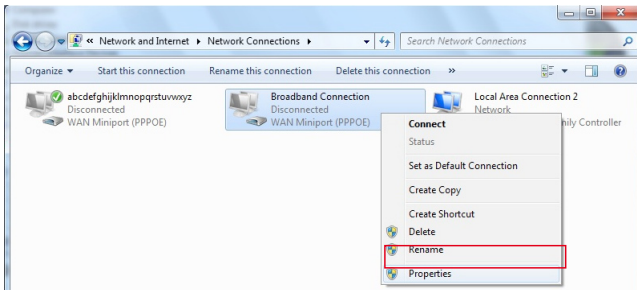 « Network and Internet ▸ Network Connections ▸
Search Network Connections
Organize ▾ Start this connection Rename this connection Delete this connection »
abcdefghijklmnopqrstuvwxyz
Disconnected
WAN Miniport (PPPOE)
Broadband Connection
Disconnected
WAN Miniport (PPPOE)
Local Area Connection 2
Network
Family Controller
Connect
Status
Set as Default Connection
Create Copy
Create Shortcut
Delete
Rename
Properties